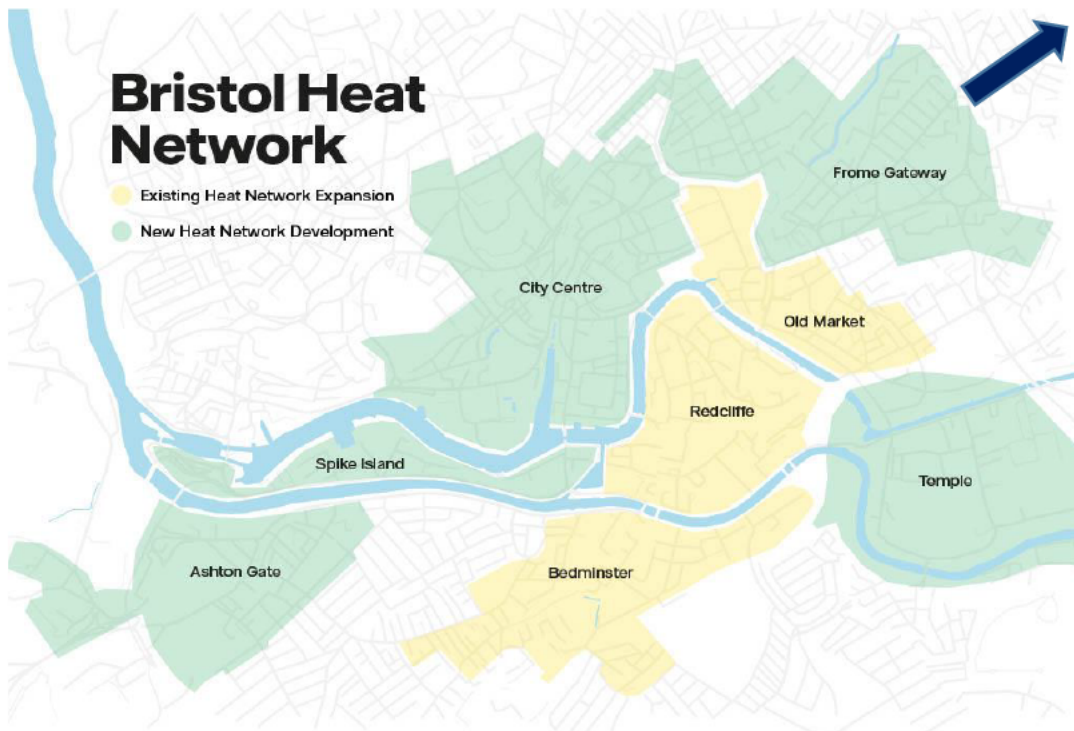 Bristol Heat
Network
Existing Heat Network Expansion
New Heat Network Development
Frome Gateway
City Centre
Old Market
Redcliffe
Spike Island
Temple
Ashton Gate
Bedminster